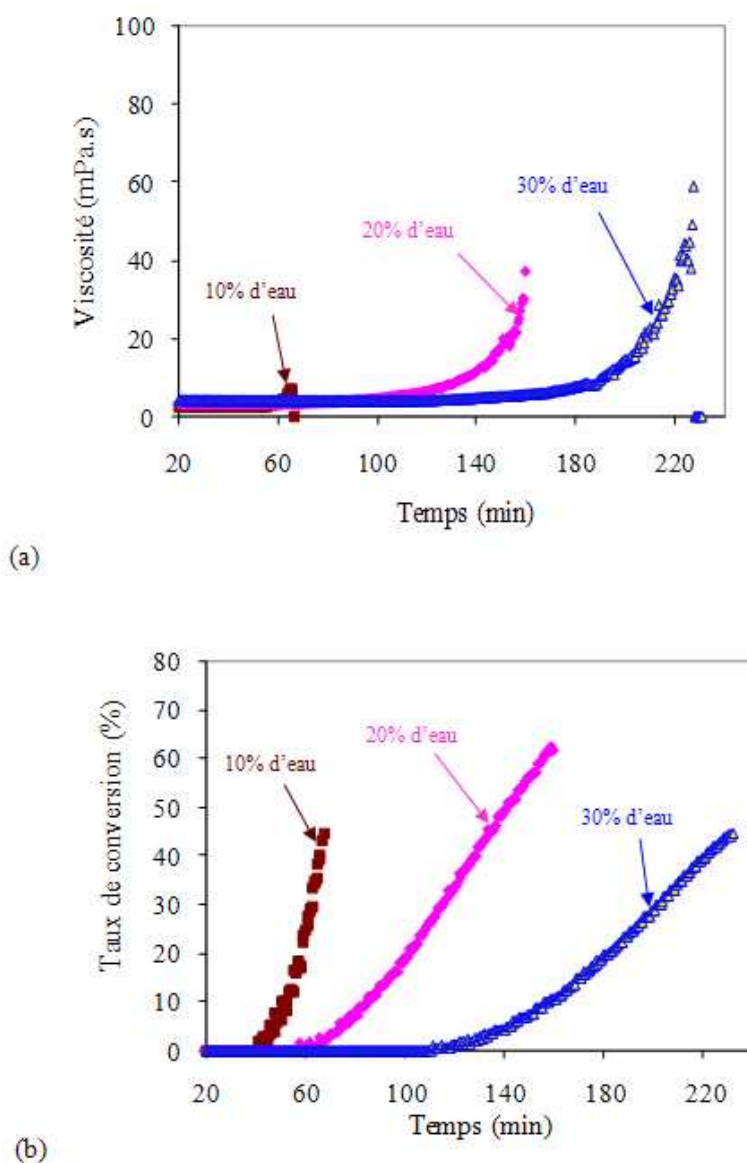 100
80
60
40
20
0
Viscosité (mPa.s)
10% d'eau
20% d'eau
30% d'eau
20 60 100 140 180 220
Temps (min)
(a)
80
70
60
50
40
30
20
10
0
Taux de conversion (%)
10% d'eau
20% d'eau
30% d'eau
20 60 100 140 180 220
Temps (min)
(b)